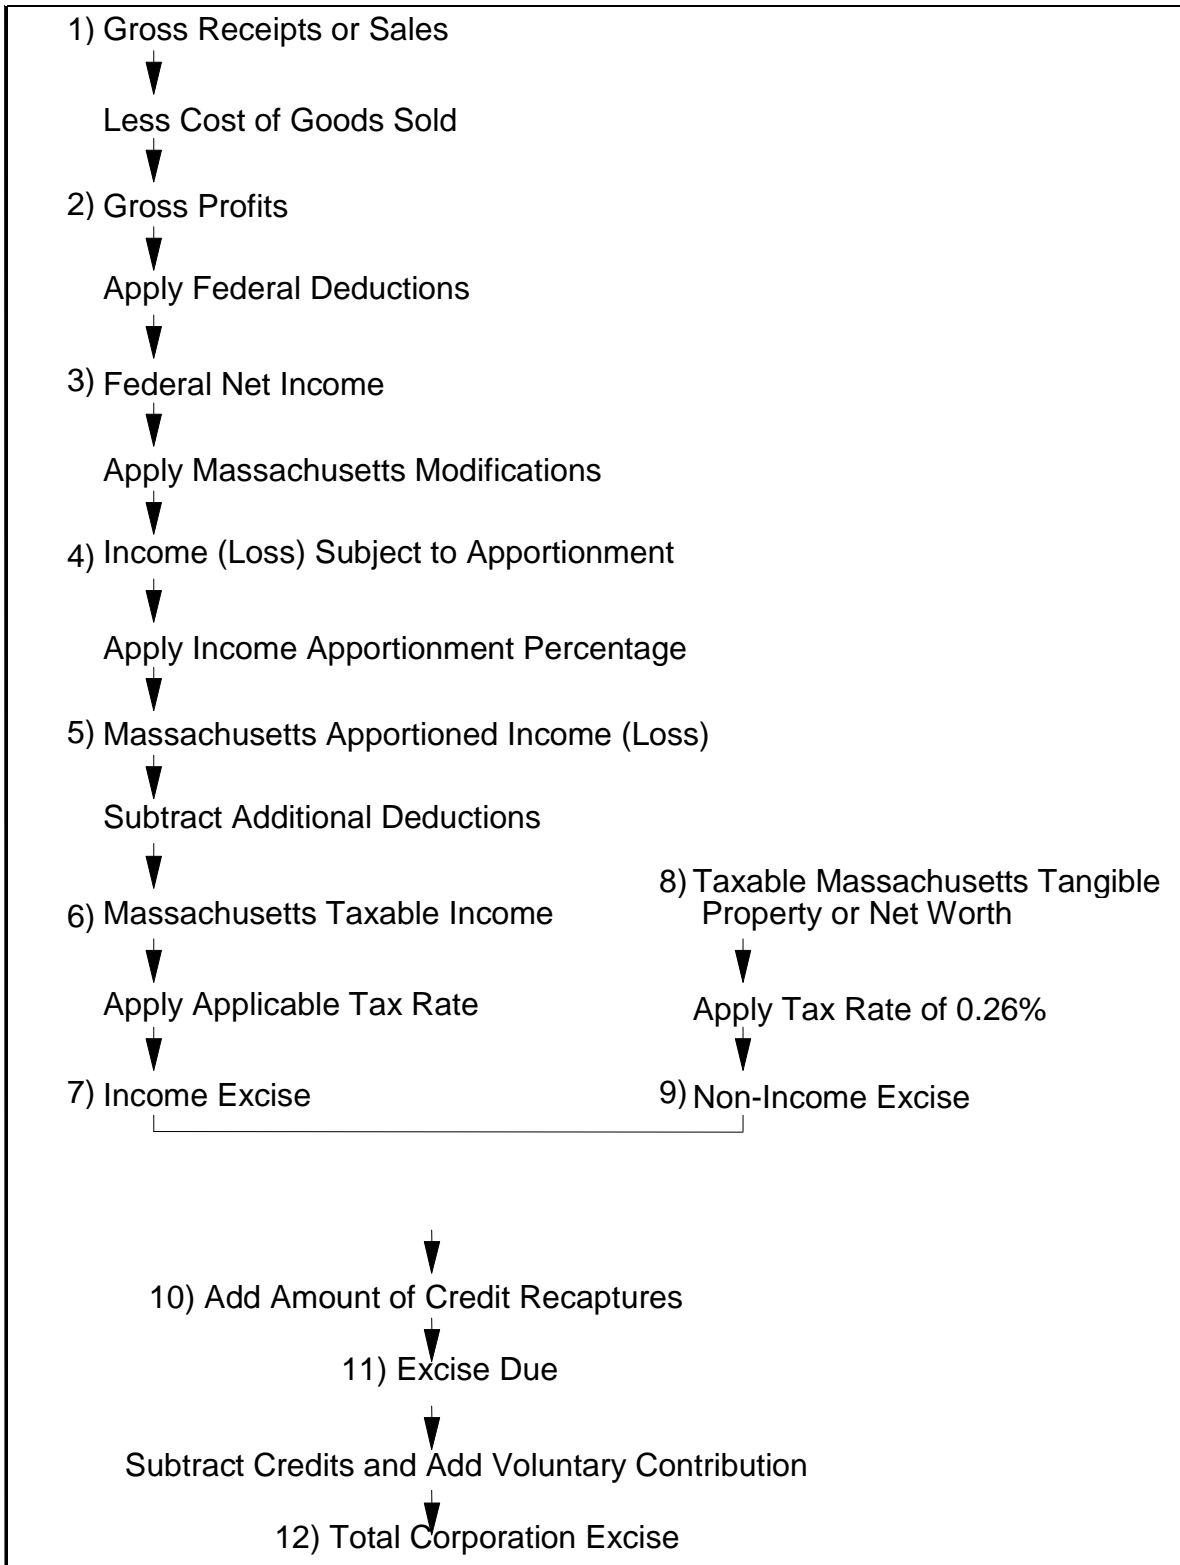 1) Gross Receipts or Sales
Less Cost of Goods Sold
2) Gross Profits
Apply Federal Deductions
3) Federal Net Income
Apply Massachusetts Modifications
4) Income (Loss) Subject to Apportionment
Apply Income Apportionment Percentage
5) Massachusetts Apportioned Income (Loss)
Subtract Additional Deductions
6) Massachusetts Taxable Income
Apply Applicable Tax Rate
7) Income Excise
8) Taxable Massachusetts Tangible
Property or Net Worth
Apply Tax Rate of 0.26%
9) Non-Income Excise
10) Add Amount of Credit Recaptures
11) Excise Due
Subtract Credits and Add Voluntary Contribution
12) Total Corporation Excise